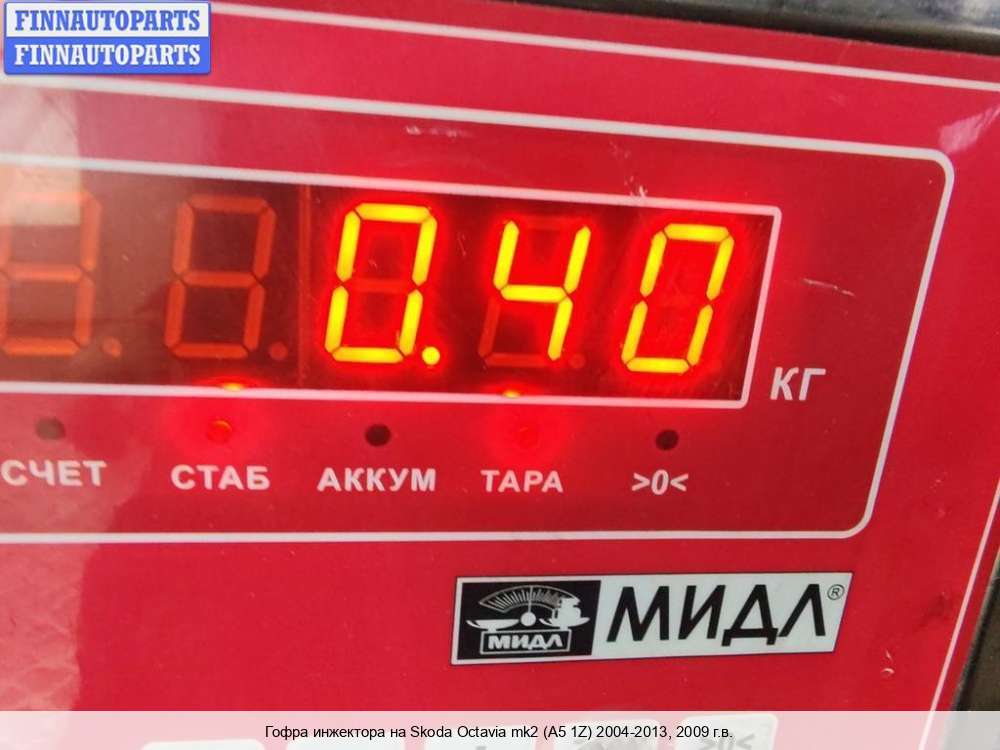 FINNAUTOPARTS
FINNAUTOPARTS
0.40
КГ
СЧЕТ СТАБ АККУМ ТАРА >0<
МИДЛ МИДЛ®
Гофра инжектора на Skoda Octavia mk2 (A5 1Z) 2004-2013, 2009 г.в.